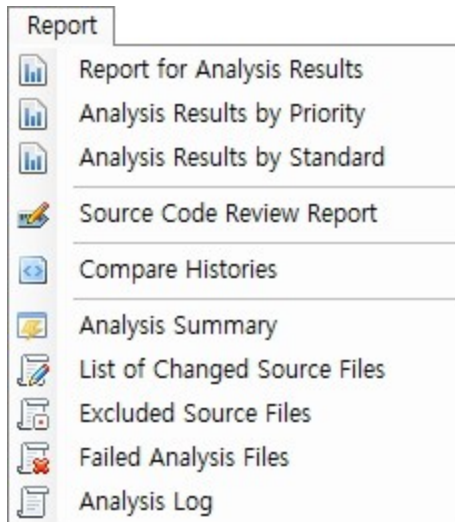 Report
Report for Analysis Results
Analysis Results by Priority
Analysis Results by Standard
Source Code Review Report
Compare Histories
Analysis Summary
List of Changed Source Files
Excluded Source Files
Failed Analysis Files
Analysis Log